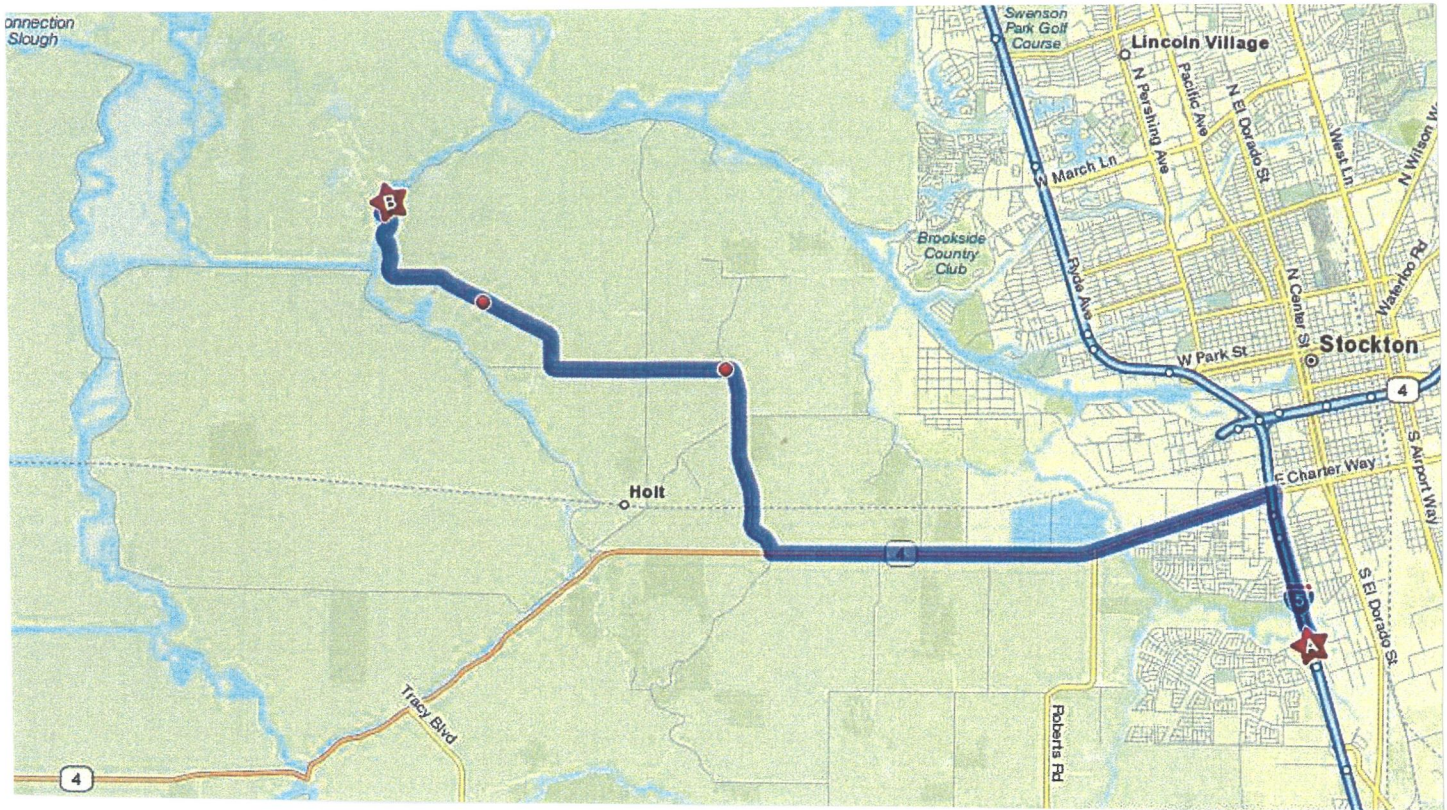 onnection
Slough
Swenson
Park Golf
Course
Lincoln Village
N Pershing Ave
Pacific Ave
N El Dorado St
West Ln
N Wilson W
W March Ln
B
Brookside
Country
Club
Ryde Ave
N Center St
Waterloo Rd
Stockton
W Park St
4
E Charter Way
S Airport Way
Holt
4
5
S El Dorado St
A
Tracy Blvd
Roberts Rd
4